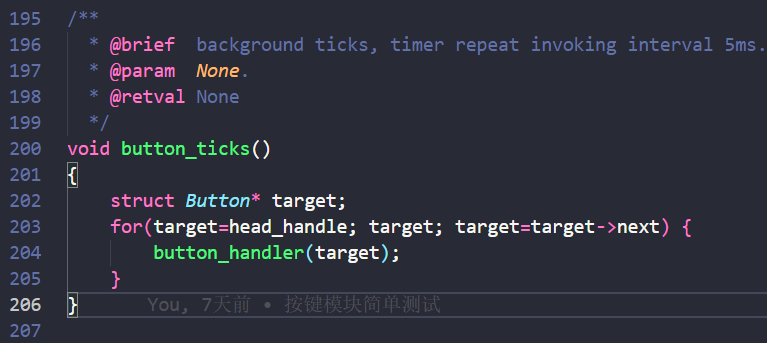 195 /**
196 * @brief background ticks, timer repeat invoking interval 5ms.
197 * @param None.
198 * @retval None
199 */
200 void button_ticks()
201 {
202 struct Button* target;
203 for(target=head_handle; target; target=target->next) {
204 button_handler(target);
205 }
206 } You, 7天前 • 按键模块简单测试
207